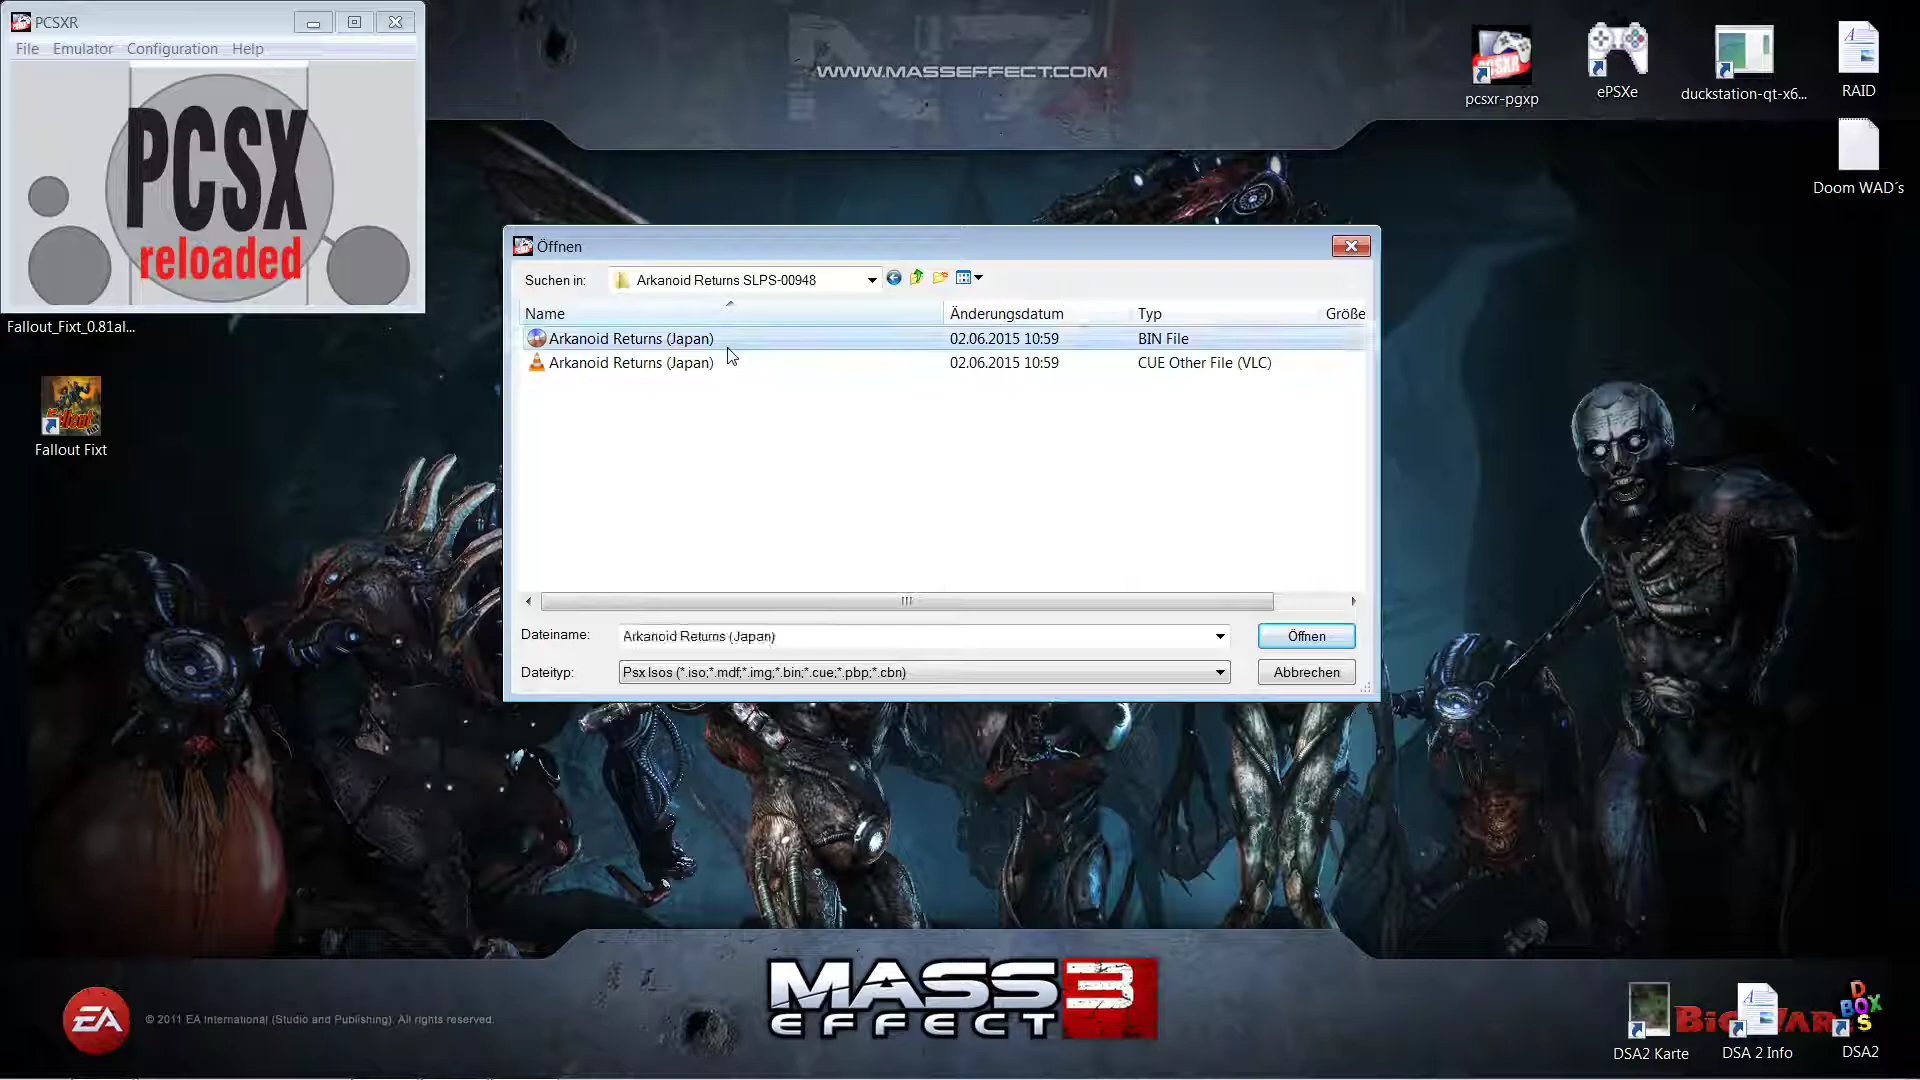 PCSXR
File Emulator Configuration Help
PCSX
reloaded
Fallout_Fixt_0.81al...
Fallout Fixt
N7
WWW.MASSEFFECT.COM
PCSXR
pcsxr-pgxp
ePSXe
duckstation-qt-x6...
RAID
Doom WAD´s
Öffnen
Suchen in: Arkanoid Returns SLPS-00948
Name Änderungsdatum Typ Größe
Arkanoid Returns (Japan) 02.06.2015 10:59 BIN File
Arkanoid Returns (Japan) 02.06.2015 10:59 CUE Other File (VLC)
Dateiname: Arkanoid Returns (Japan) Öffnen
Dateityp: Psx Isos (*.iso;*.mdf;*.img;*.bin;*.cue;*.pbp;*.cbn) Abbrechen
EA
© 2011 EA International (Studio and Publishing). All rights reserved.
MASS 3
EFFECT
DOS
BOX
DSA2 Karte
DSA 2 Info
DSA2